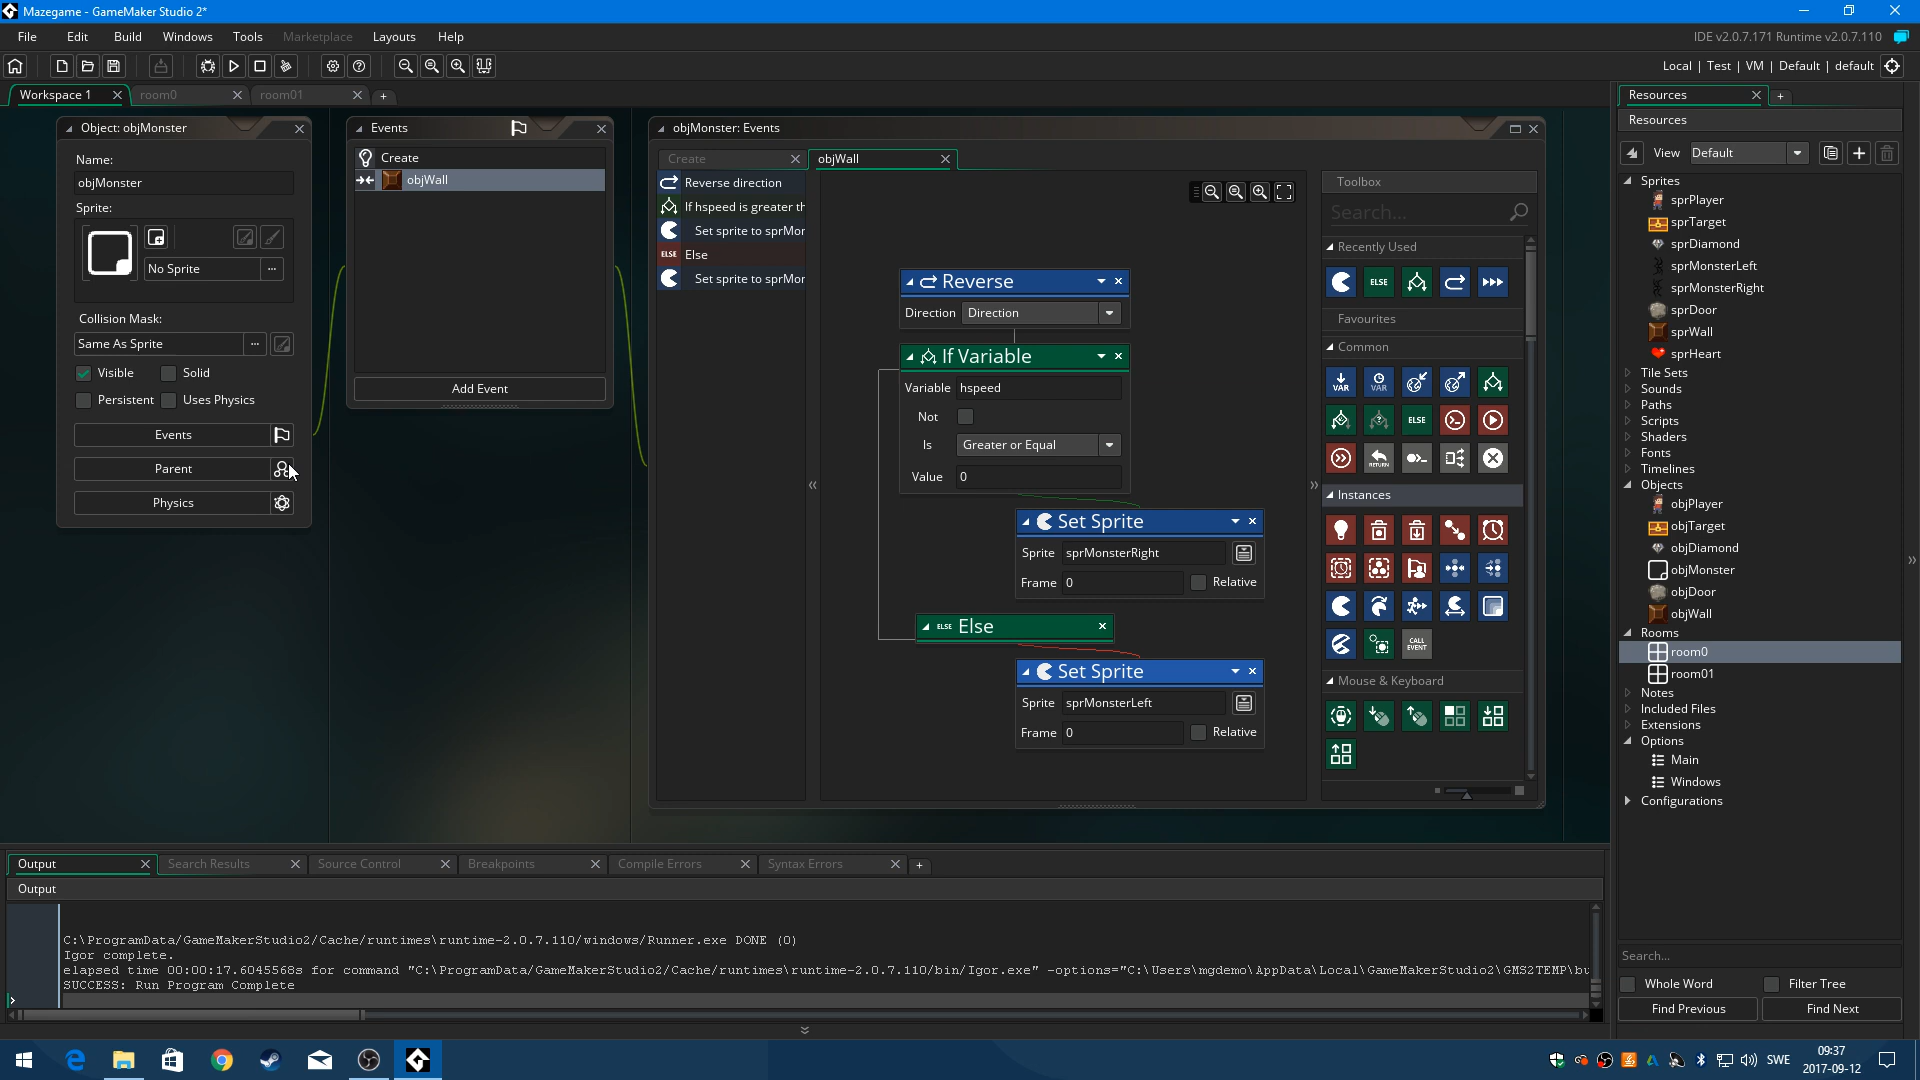 Mazegame - GameMaker Studio 2*
File Edit Build Windows Tools Marketplace Layouts Help
IDE v2.0.7.171 Runtime v2.0.7.110
Local | Test | VM | Default | default
Workspace 1 room0 room01
Object: objMonster
Name:
objMonster
Sprite:
No Sprite
Collision Mask:
Same As Sprite
Visible Solid
Persistent Uses Physics
Events
Parent
Physics
Events
Create
objWall
Add Event
objMonster: Events
Create objWall
Reverse direction
If hspeed is greater th
Set sprite to sprMor
ELSE Else
Set sprite to sprMor
Reverse
Direction Direction
If Variable
Variable hspeed
Not
Is Greater or Equal
Value 0
Set Sprite
Sprite sprMonsterRight
Frame 0 Relative
ELSE Else
Set Sprite
Sprite sprMonsterLeft
Frame 0 Relative
Toolbox
Search...
Recently Used
ELSE
Favourites
Common
VAR VAR
ELSE
RETURN
Instances
CALL EVENT
Mouse & Keyboard
Resources
Resources
View Default
Sprites
sprPlayer
sprTarget
sprDiamond
sprMonsterLeft
sprMonsterRight
sprDoor
sprWall
sprHeart
Tile Sets
Sounds
Paths
Scripts
Shaders
Fonts
Timelines
Objects
objPlayer
objTarget
objDiamond
objMonster
objDoor
objWall
Rooms
room0
room01
Notes
Included Files
Extensions
Options
Main
Windows
Configurations
Search...
Whole Word Filter Tree
Find Previous Find Next
Output Search Results Source Control Breakpoints Compile Errors Syntax Errors
Output
C:\ProgramData/GameMakerStudio2/Cache/runtimes\runtime-2.0.7.110/windows/Runner.exe DONE (0)
Igor complete.
elapsed time 00:00:17.6045568s for command "C:\ProgramData/GameMakerStudio2/Cache/runtimes\runtime-2.0.7.110/bin/Igor.exe" -options="C:\Users\mgdemo\AppData\Local\GameMakerStudio2\GMS2TEMP\bu
SUCCESS: Run Program Complete
SWE
09:37
2017-09-12